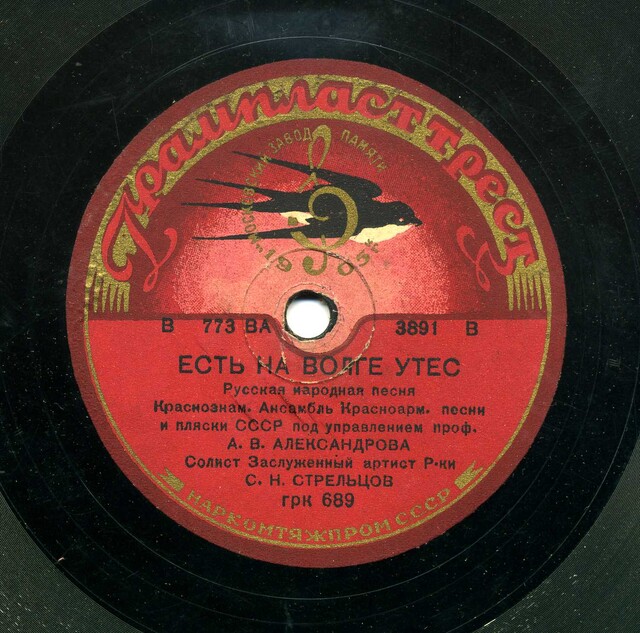 Грампласттрест
МОСКОВСКИЙ ЗАВОД ПАМЯТИ
1905
В 773 ВА 3891 В
ЕСТЬ НА ВОЛГЕ УТЕС
Русская народная песня
Краснознам. Ансамбль Красноарм. песни
и пляски СССР под управлением проф.
А. В. АЛЕКСАНДРОВА
Солист Заслуженный артист Р-ки
С. Н. СТРЕЛЬЦОВ
грк 689
НАРКОМТЯЖПРОМ СССР